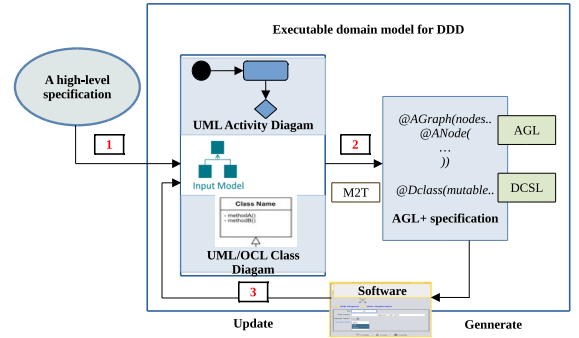 Executable domain model for DDD
A high-level
specification
1
UML Activity Diagam
Input Model
Class Name
- methodA()
- methodB()
UML/OCL Class
Diagam
2
M2T
@AGraph(nodes..
@ANode(
...
))
@Dclass(mutable..
AGL+ specification
AGL
DCSL
3
Software
Update
Gennerate